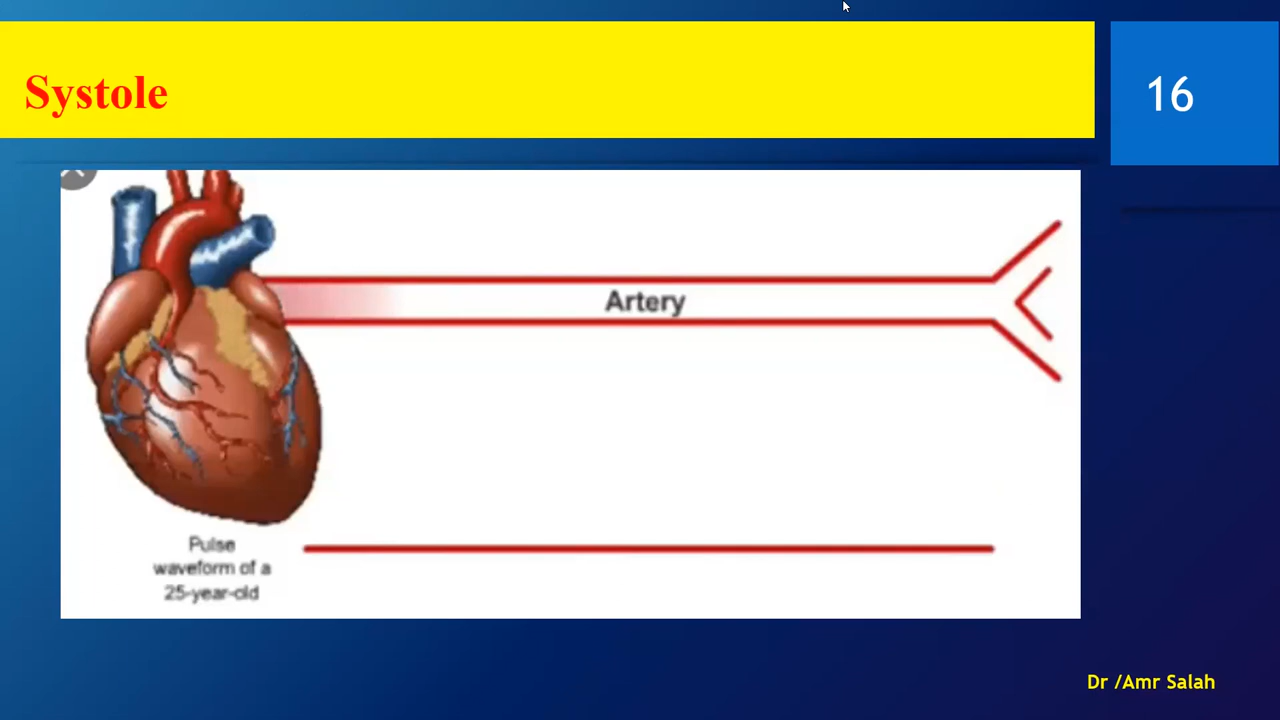 Systole
16
Artery
Pulse
waveform of a
25-year-old
Dr /Amr Salah